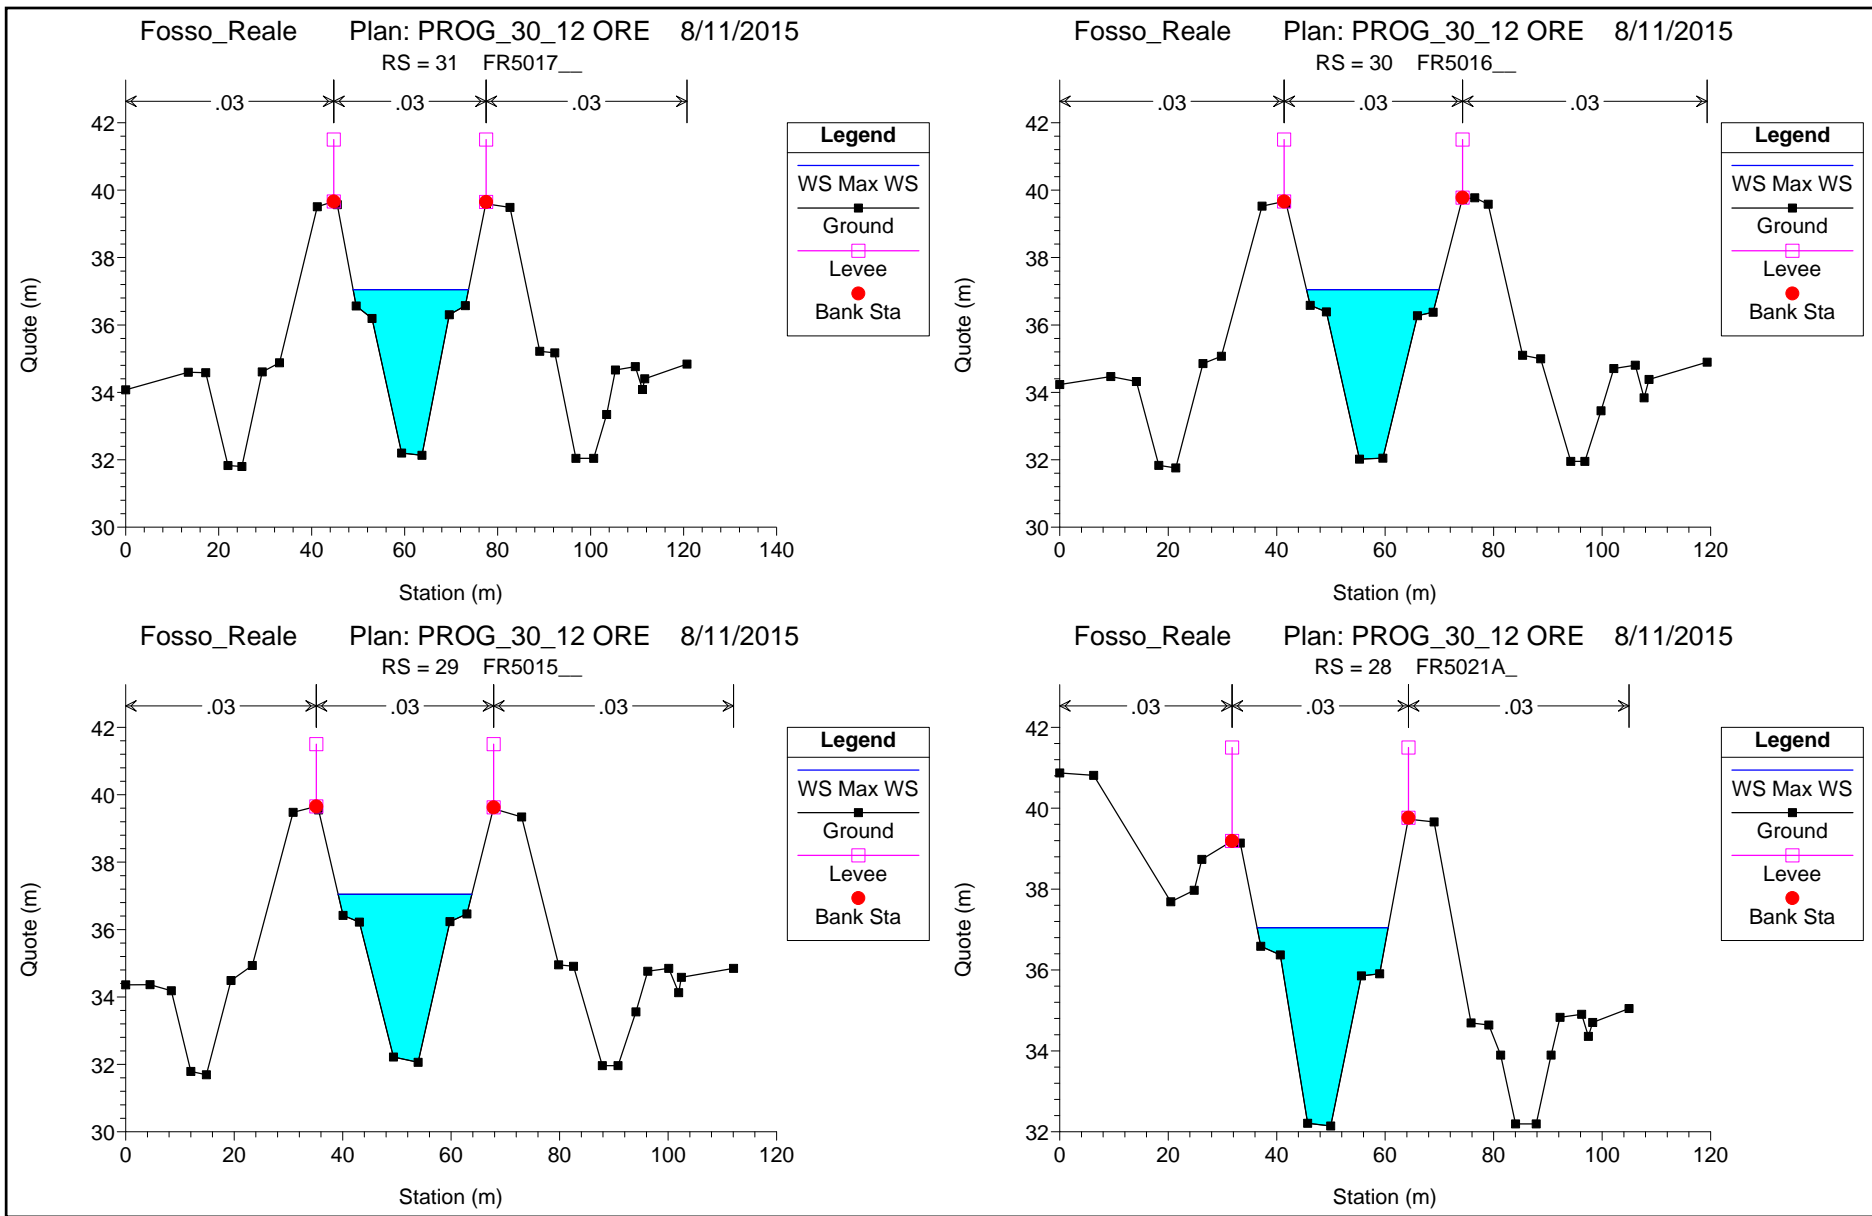 Fosso_Reale Plan: PROG_30_12 ORE 8/11/2015
RS = 31 FR5017__
.03 .03 .03
42
40
38
36
34
32
30
Quote (m)
0 20 40 60 80 100 120 140
Station (m)
Legend
WS Max WS
Ground
Levee
Bank Sta
Fosso_Reale Plan: PROG_30_12 ORE 8/11/2015
RS = 30 FR5016__
.03 .03 .03
42
40
38
36
34
32
30
Quote (m)
0 20 40 60 80 100 120
Station (m)
Legend
WS Max WS
Ground
Levee
Bank Sta
Fosso_Reale Plan: PROG_30_12 ORE 8/11/2015
RS = 29 FR5015__
.03 .03 .03
42
40
38
36
34
32
30
Quote (m)
0 20 40 60 80 100 120
Station (m)
Legend
WS Max WS
Ground
Levee
Bank Sta
Fosso_Reale Plan: PROG_30_12 ORE 8/11/2015
RS = 28 FR5021A_
.03 .03 .03
42
40
38
36
34
32
Quote (m)
0 20 40 60 80 100 120
Station (m)
Legend
WS Max WS
Ground
Levee
Bank Sta